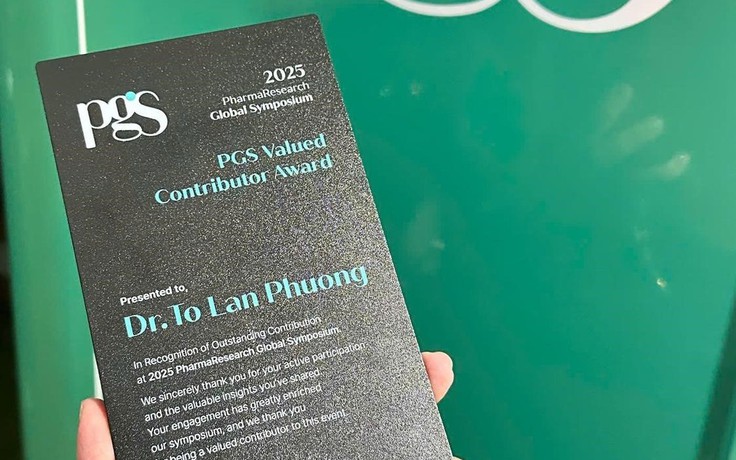 pgs
2025
PharmaResearch
Global Symposium
PGS Valued
Contributor Award
Presented to,
Dr.To Lan Phuong
In Recognition of Outstanding Contribution
at 2025 PharmaResearch Global Symposium.
We sincerely thank you for your active participation
and the valuable insights you've shared.
Your engagement has greatly enriched
our symposium, and we thank you
being a valued contributor to this event.